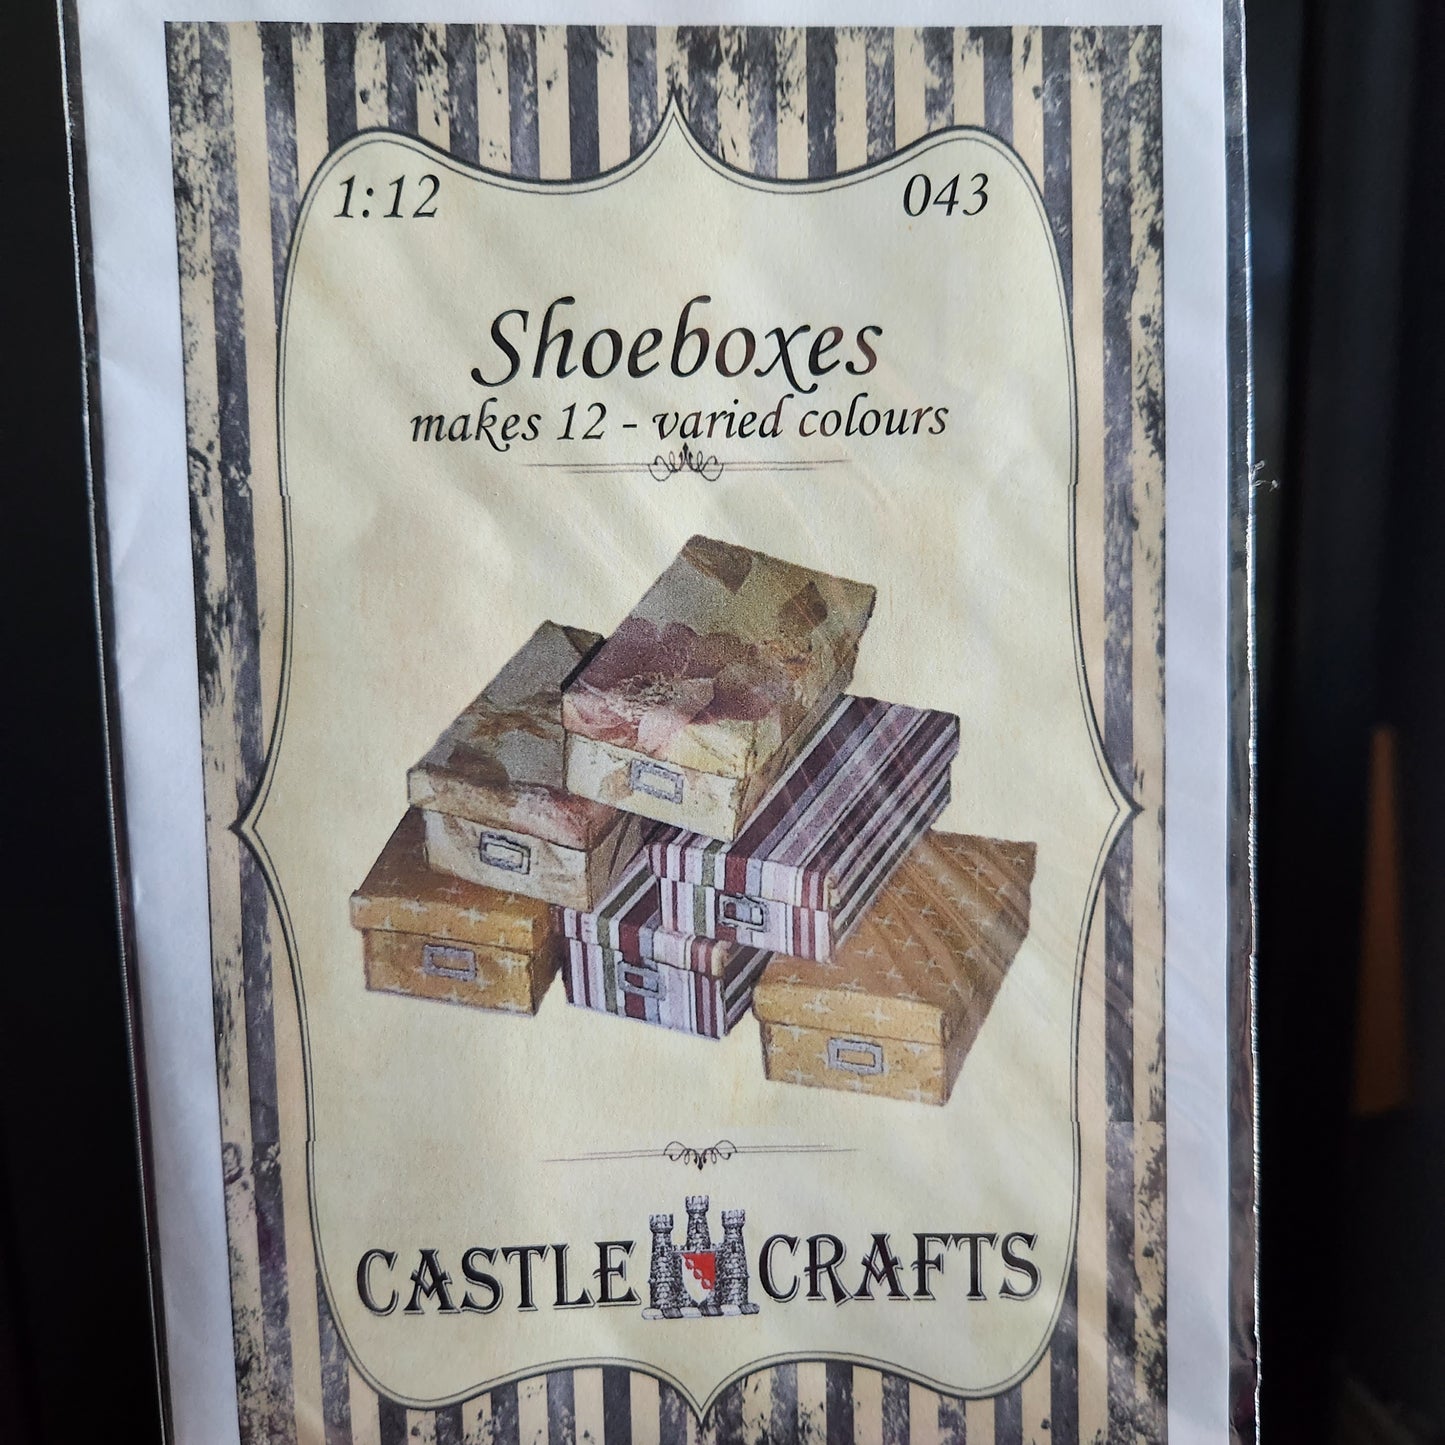 1:12 043
Shoeboxes
makes 12 - varied colours
CASTLE CRAFTS